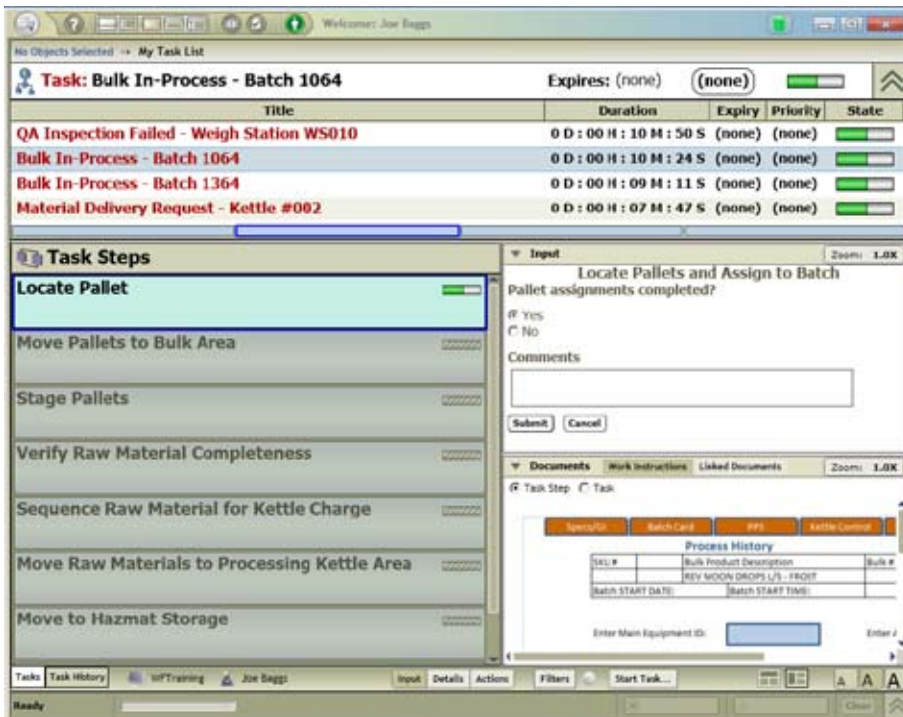 Welcome: Joe Baggs
No Objects Selected → My Task List
Task: Bulk In-Process - Batch 1064 Expires: (none) (none)
Title Duration Expiry Priority State
QA Inspection Failed - Weigh Station WS010 0 D : 00 H : 10 M : 50 S (none) (none)
Bulk In-Process - Batch 1064 0 D : 00 H : 10 M : 24 S (none) (none)
Bulk In-Process - Batch 1364 0 D : 00 H : 09 M : 11 S (none) (none)
Material Delivery Request - Kettle #002 0 D : 00 H : 07 M : 47 S (none) (none)
Task Steps
Locate Pallet
Move Pallets to Bulk Area
Stage Pallets
Verify Raw Material Completeness
Sequence Raw Material for Kettle Charge
Move Raw Materials to Processing Kettle Area
Move to Hazmat Storage
Input Zoom: 1.0X
Locate Pallets and Assign to Batch
Pallet assignments completed?
Yes
No
Comments
Submit Cancel
Documents Work Instructions Linked Documents Zoom: 1.0X
Task Step Task
Specs/GI Batch Card PPS Kettle Control
Process History
SKU # Bulk Product Description Bulk #
REV MOON DROPS L/S - FROST
Batch START DATE: Batch START TIME:
Enter Main Equipment ID: Enter
Tasks Task History WFTraining Joe Baggs Input Details Actions Filters Start Task... A A A
Ready Clear